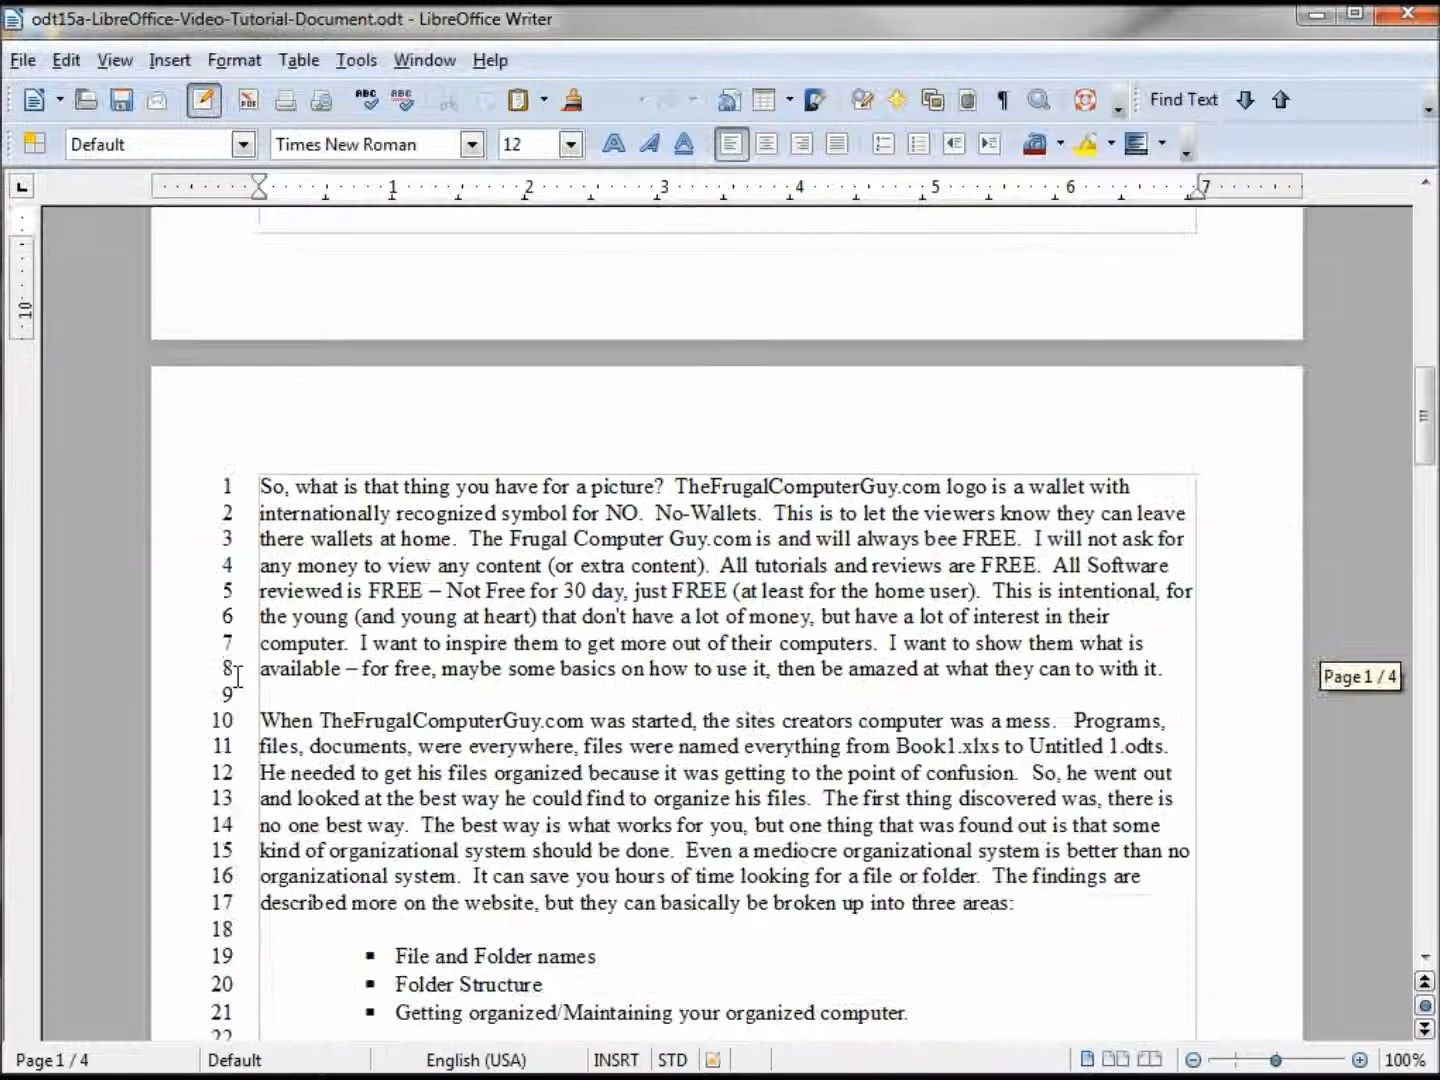 odt15a-LibreOffice-Video-Tutorial-Document.odt - LibreOffice Writer
File Edit View Insert Format Table Tools Window Help
PDF ABC ABC Find Text
Default Times New Roman 12
1 2 3 4 5 6 7
10
1 So, what is that thing you have for a picture?  TheFrugalComputerGuy.com logo is a wallet with
2 internationally recognized symbol for NO.  No-Wallets.  This is to let the viewers know they can leave
3 there wallets at home.  The Frugal Computer Guy.com is and will always bee FREE.  I will not ask for
4 any money to view any content (or extra content).  All tutorials and reviews are FREE.  All Software
5 reviewed is FREE – Not Free for 30 day, just FREE (at least for the home user).  This is intentional, for
6 the young (and young at heart) that don't have a lot of money, but have a lot of interest in their
7 computer.  I want to inspire them to get more out of their computers.  I want to show them what is
8 available – for free, maybe some basics on how to use it, then be amazed at what they can to with it.
Page 1 / 4
9
10 When TheFrugalComputerGuy.com was started, the sites creators computer was a mess.   Programs,
11 files, documents, were everywhere, files were named everything from Book1.xlxs to Untitled 1.odts.
12 He needed to get his files organized because it was getting to the point of confusion.  So, he went out
13 and looked at the best way he could find to organize his files.  The first thing discovered was, there is
14 no one best way.  The best way is what works for you, but one thing that was found out is that some
15 kind of organizational system should be done.  Even a mediocre organizational system is better than no
16 organizational system.  It can save you hours of time looking for a file or folder.  The findings are
17 described more on the website, but they can basically be broken up into three areas:
18
19 ▪ File and Folder names
20 ▪ Folder Structure
21 ▪ Getting organized/Maintaining your organized computer.
22
Page 1 / 4 Default English (USA) INSRT STD 100%